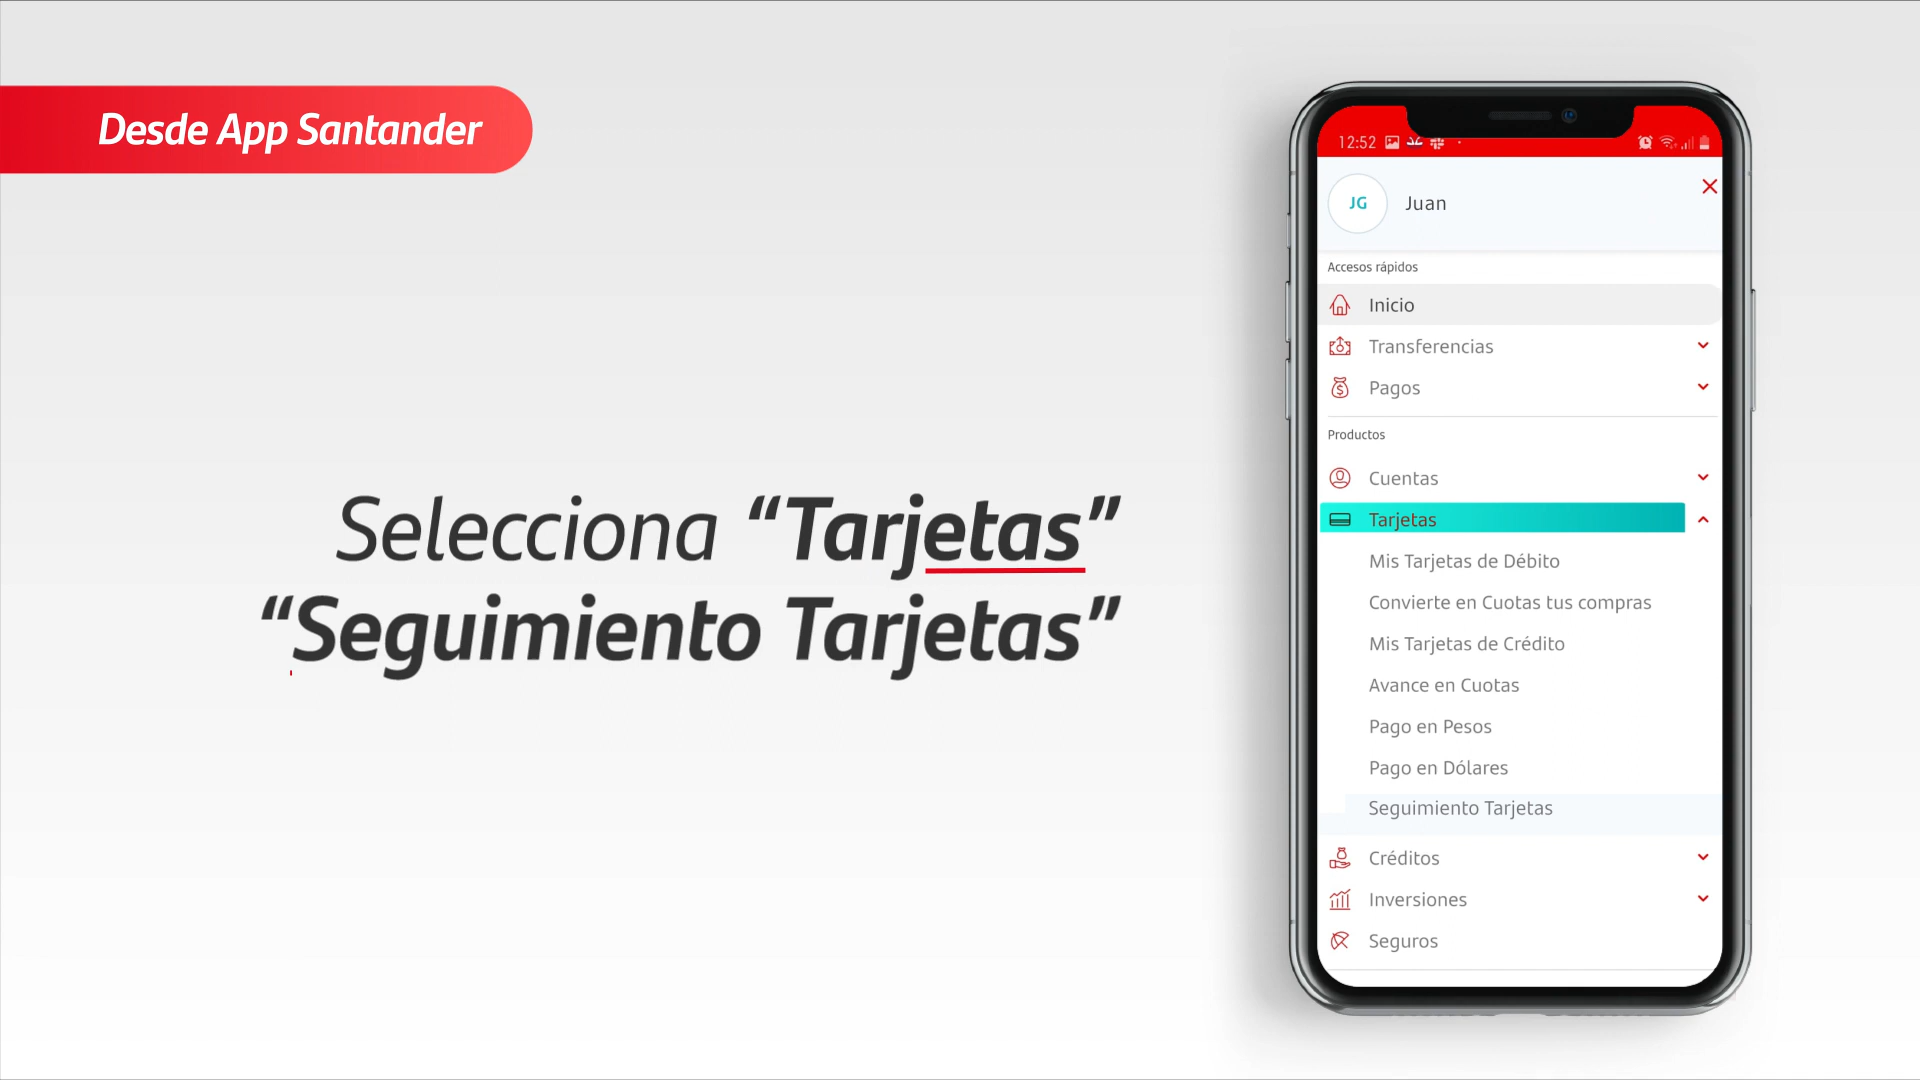 Desde App Santander
Selecciona “Tarjetas”
“Seguimiento Tarjetas”
12:52
JG
Juan
Accesos rápidos
Inicio
Transferencias
Pagos
Productos
Cuentas
Tarjetas
Mis Tarjetas de Débito
Convierte en Cuotas tus compras
Mis Tarjetas de Crédito
Avance en Cuotas
Pago en Pesos
Pago en Dólares
Seguimiento Tarjetas
Créditos
Inversiones
Seguros